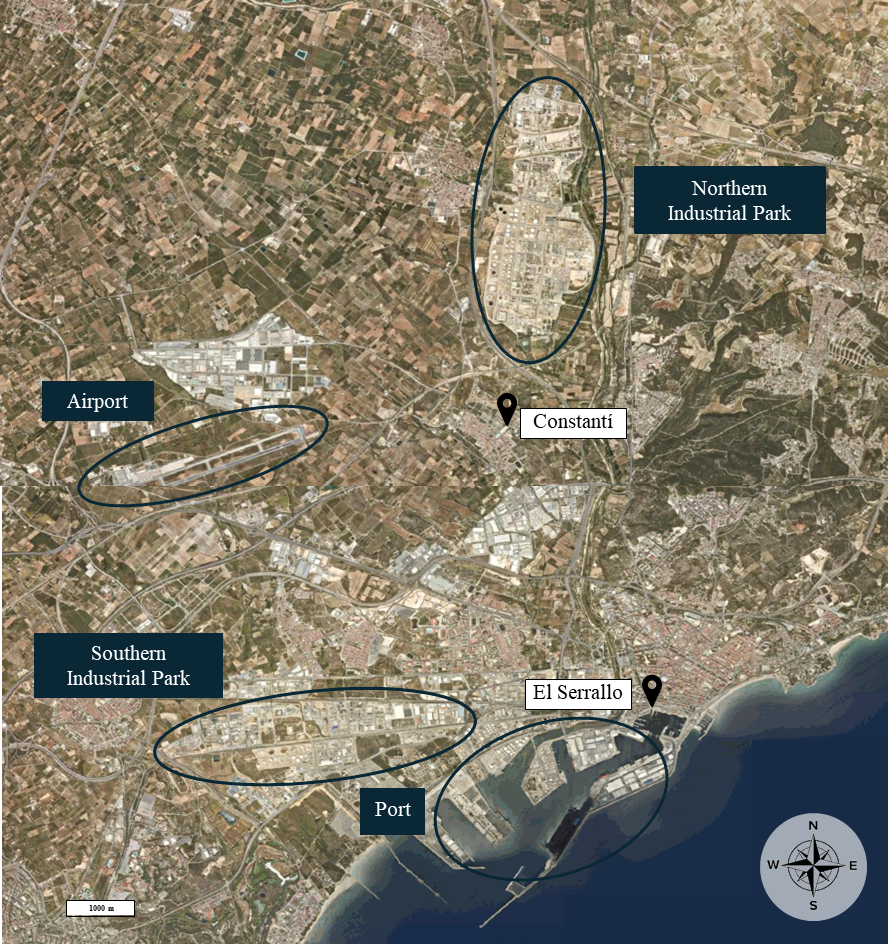 Northern
Industrial Park
Airport
Constantí
Southern
Industrial Park
El Serrallo
Port
N
W
E
S
1000 m